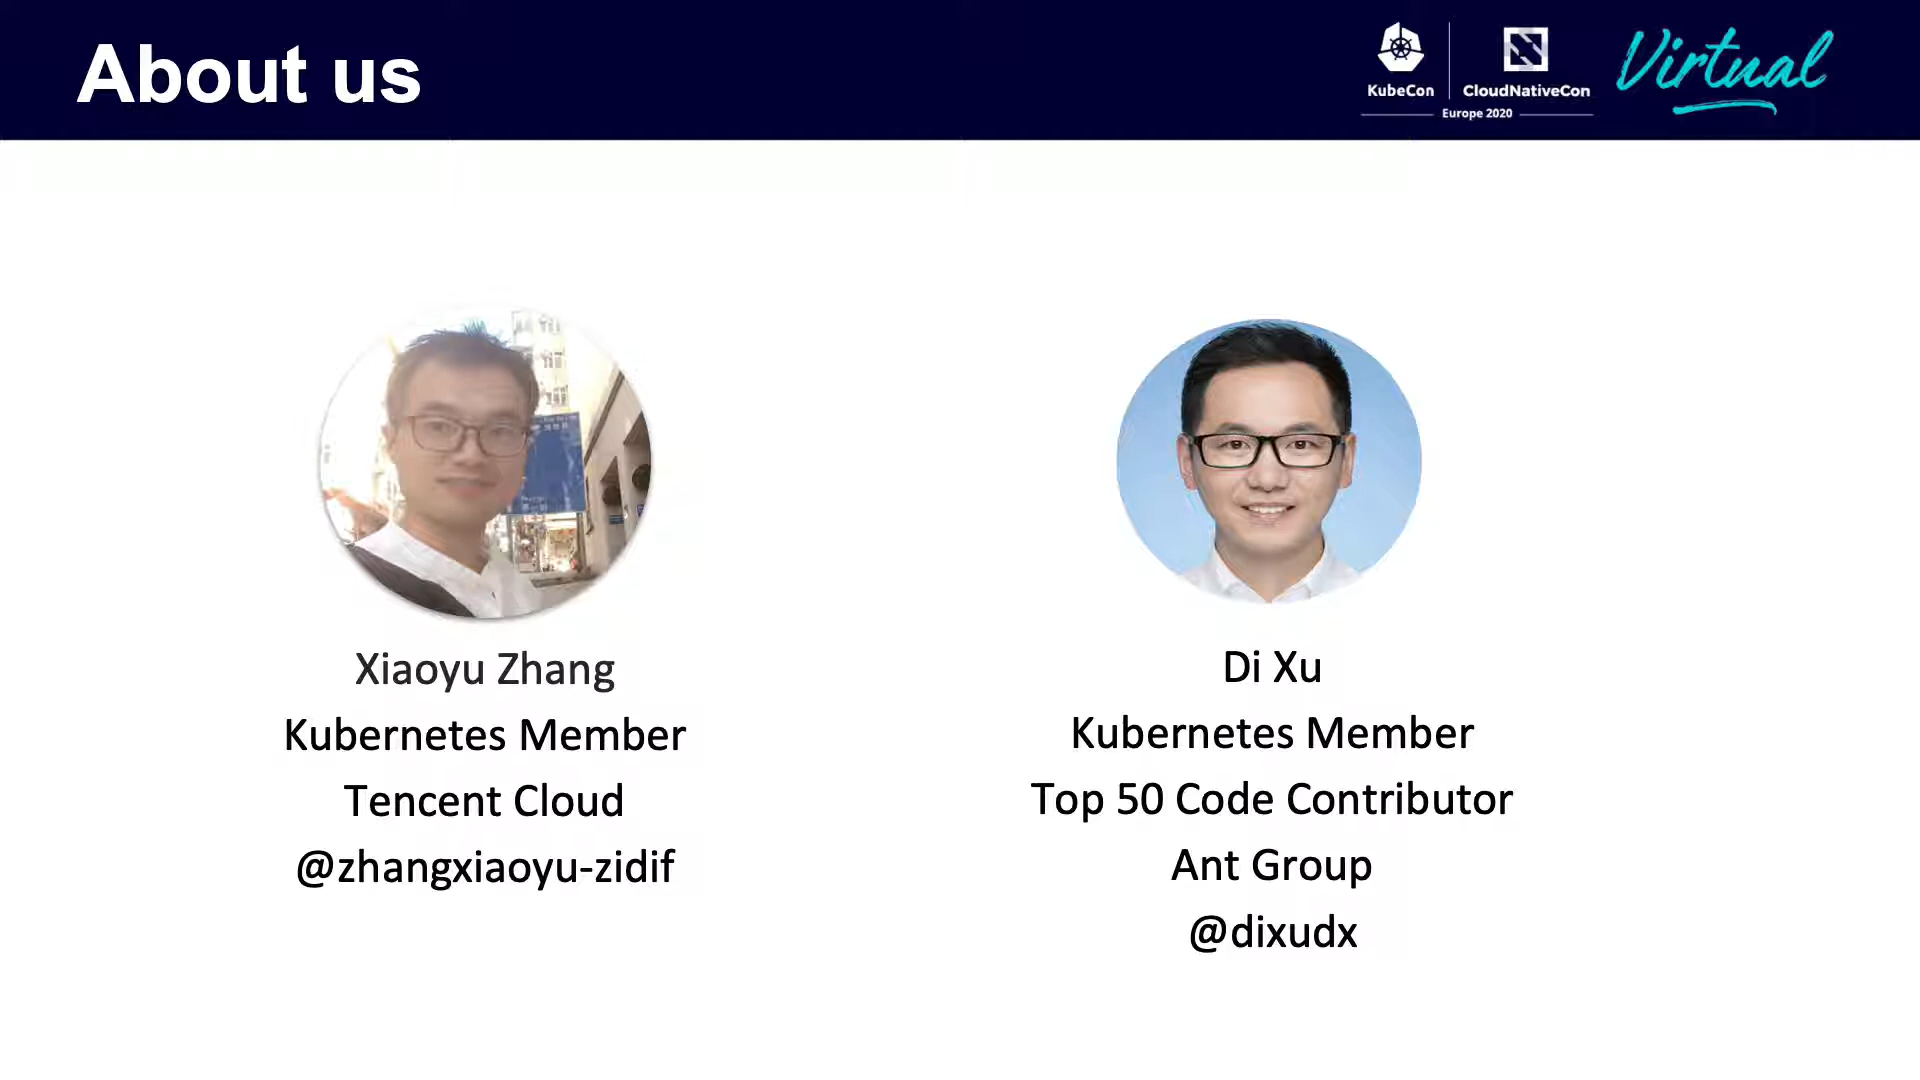 About us
KubeCon
CloudNativeCon
Europe 2020
Virtual
Xiaoyu Zhang
Kubernetes Member
Tencent Cloud
@zhangxiaoyu-zidif
Di Xu
Kubernetes Member
Top 50 Code Contributor
Ant Group
@dixudx